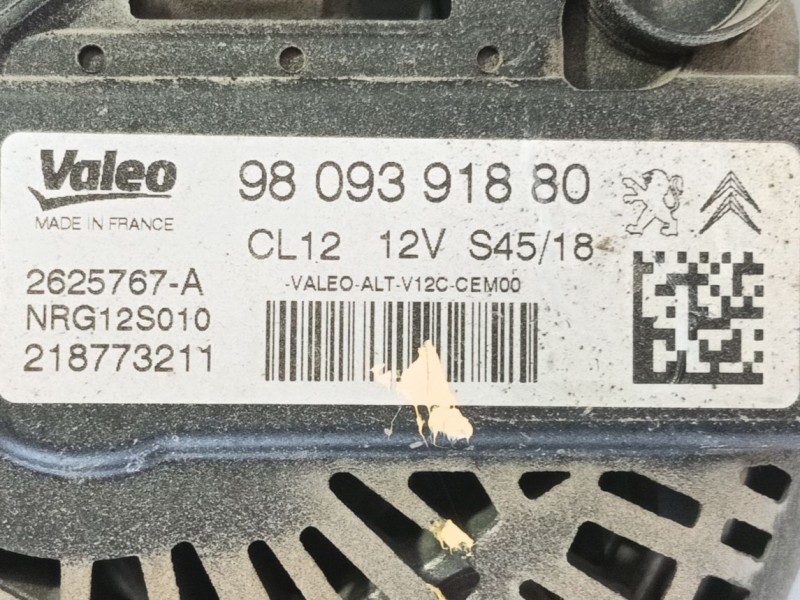 Valeo
MADE IN FRANCE
98 093 918 80
CL12 12V S45/18
2625767-A
NRG12S010
218773211
-VALEO-ALT-V12C-CEM00